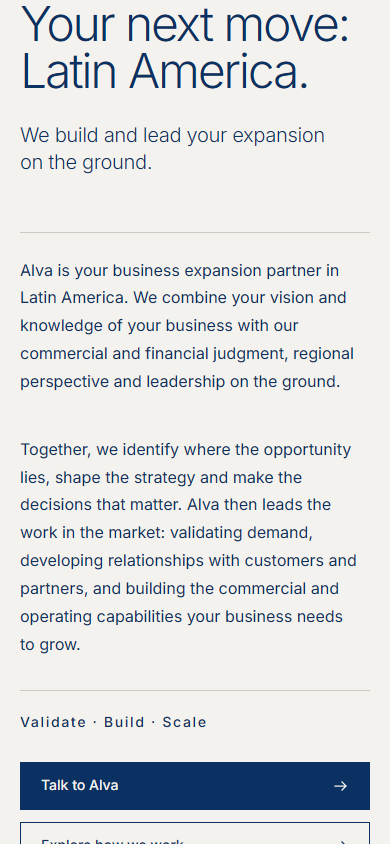 Your next move:
Latin America.
We build and lead your expansion
on the ground.
Alva is your business expansion partner in
Latin America. We combine your vision and
knowledge of your business with our
commercial and financial judgment, regional
perspective and leadership on the ground.
Together, we identify where the opportunity
lies, shape the strategy and make the
decisions that matter. Alva then leads the
work in the market: validating demand,
developing relationships with customers and
partners, and building the commercial and
operating capabilities your business needs
to grow.
Validate · Build · Scale
Talk to Alva →
Explore how we work